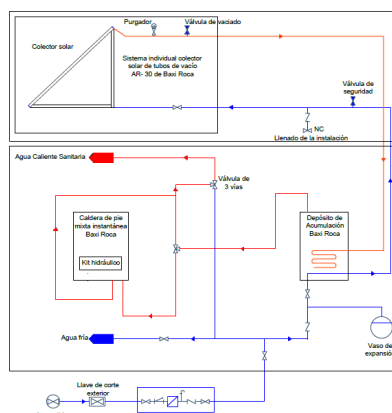 Purgador
Válvula de vaciado
Colector solar
Sistema individual colector
solar de tubos de vacío
AR- 30 de Baxi Roca
Válvula de
seguridad
NC
Llenado de la instalación
Agua Caliente Sanitaria
Válvula de
3 vías
Caldera de pie
mixta instantánea
Baxi Roca
Kit hidráulico
Depósito de
Acumulación
Baxi Roca
Agua fría
Vaso de
expansió
Llave de corte
exterior